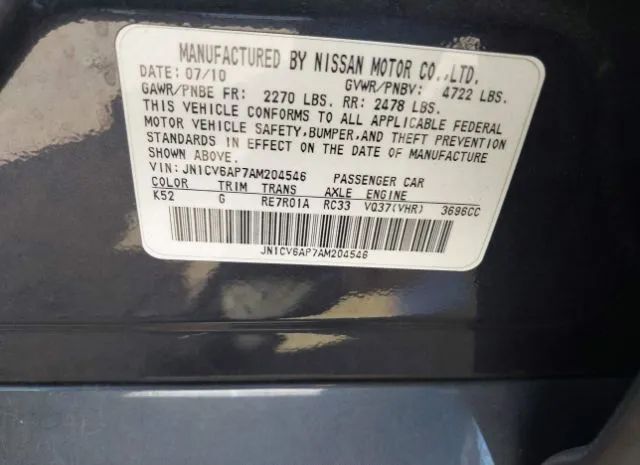 MANUFACTURED BY NISSAN MOTOR CO.,LTD.
DATE: 07/10 GVWR/PNBV: 4722 LBS.
GAWR/PNBE FR: 2270 LBS. RR: 2478 LBS.
THIS VEHICLE CONFORMS TO ALL APPLICABLE FEDERAL
MOTOR VEHICLE SAFETY,BUMPER,AND THEFT PREVENTION
STANDARDS IN EFFECT ON THE DATE OF MANUFACTURE
SHOWN ABOVE.
VIN: JN1CV6AP7AM204546 PASSENGER CAR
COLOR TRIM TRANS AXLE ENGINE
K52 G RE7R01A RC33 VQ37(VHR) 3696CC
JN1CV6AP7AM204546